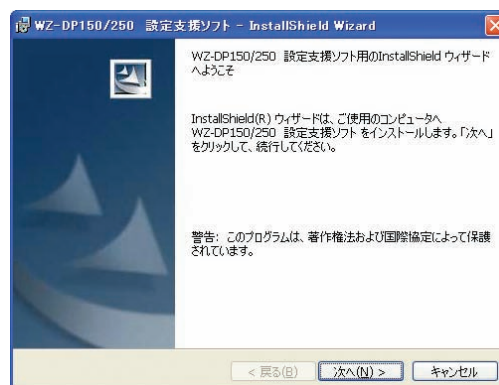 WZ-DP150/250 設定支援ソフト - InstallShield Wizard
WZ-DP150/250 設定支援ソフト用のInstallShield ウィザード
へようこそ
InstallShield(R) ウィザードは、ご使用のコンピュータへ
WZ-DP150/250 設定支援ソフト をインストールします。「次へ」
をクリックして、続行してください。
警告: このプログラムは、著作権法および国際協定によって保護
されています。
< 戻る(B)
次へ(N) >
キャンセル